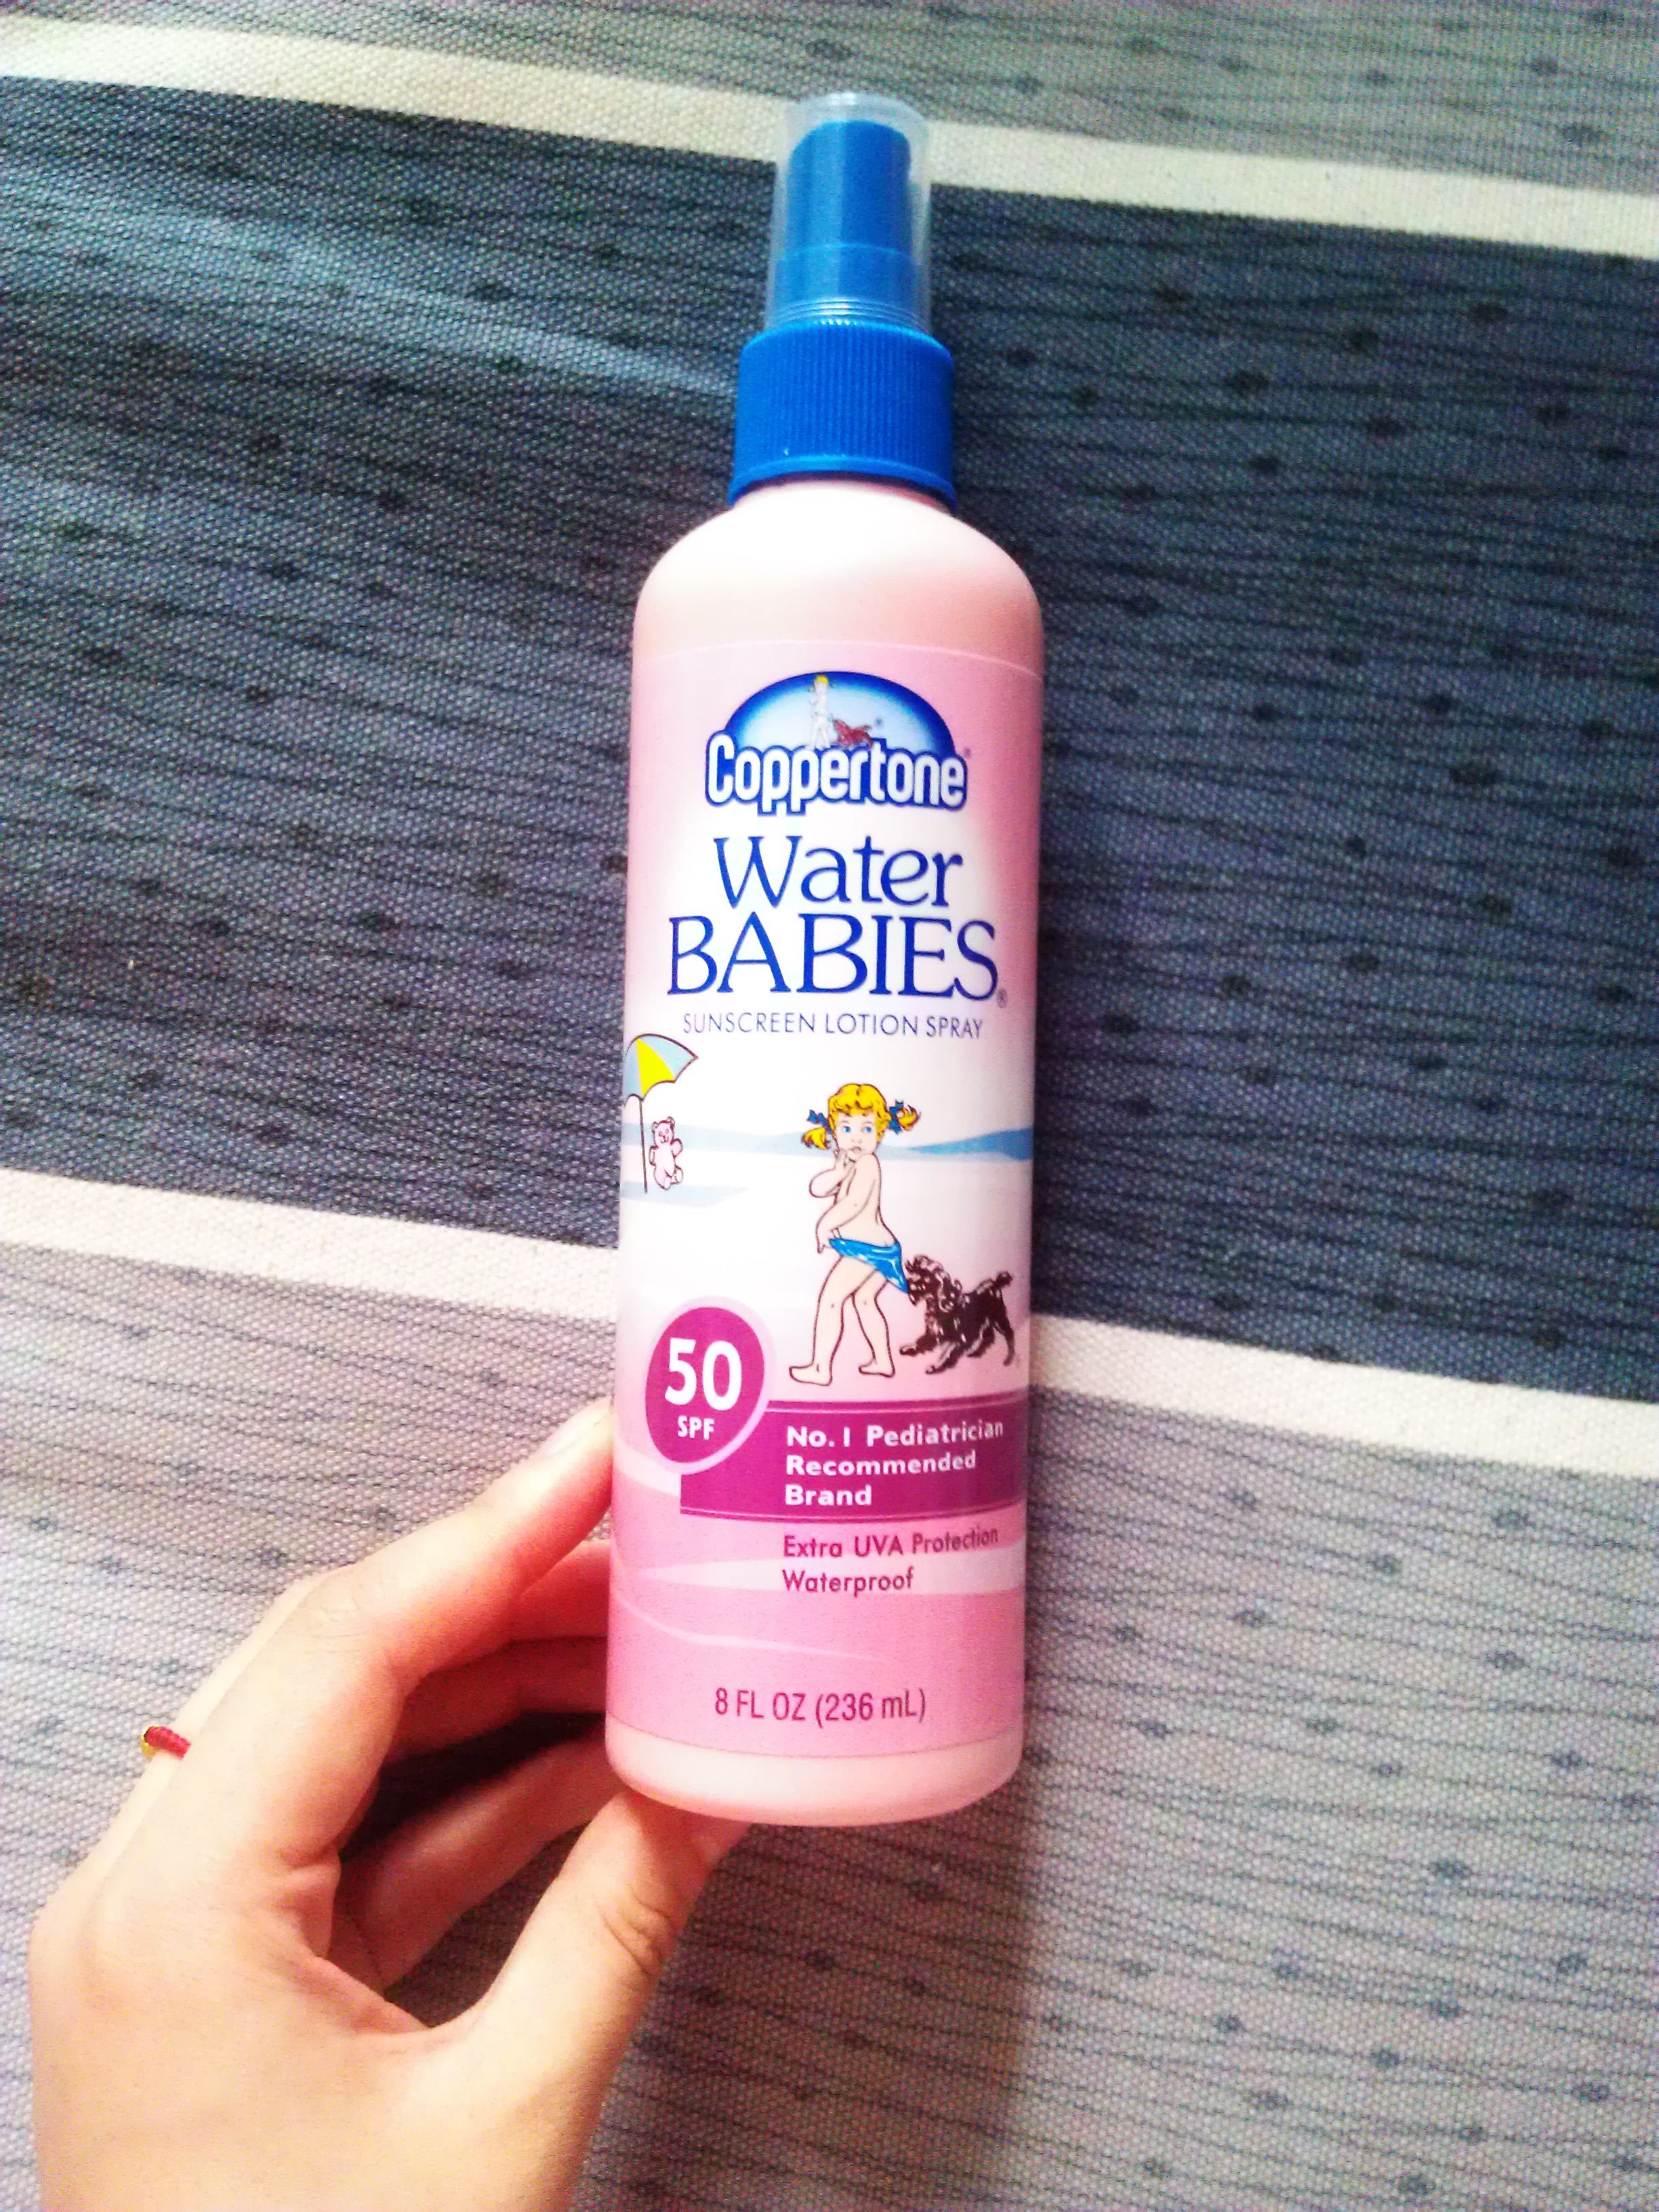 Coppertone®
Water
BABIES®
SUNSCREEN LOTION SPRAY
50
SPF
No. 1 Pediatrician
Recommended
Brand
Extra UVA Protection
Waterproof
8 FL OZ (236 mL)